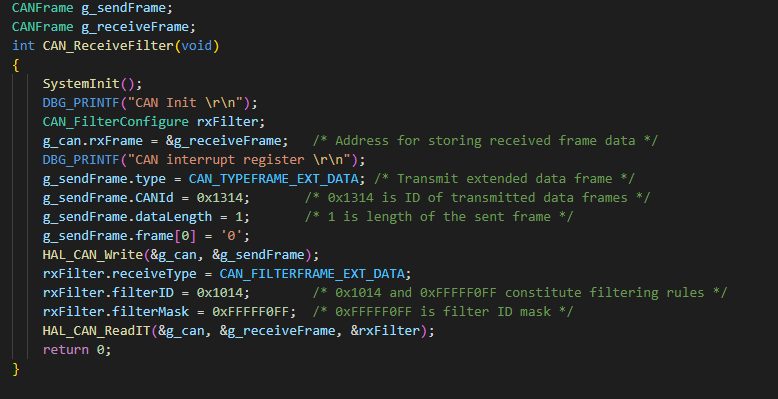 CANFrame g_sendFrame;
CANFrame g_receiveFrame;
int CAN_ReceiveFilter(void)
{
    SystemInit();
    DBG_PRINTF("CAN Init \r\n");
    CAN_FilterConfigure rxFilter;
    g_can.rxFrame = &g_receiveFrame;   /* Address for storing received frame data */
    DBG_PRINTF("CAN interrupt register \r\n");
    g_sendFrame.type = CAN_TYPEFRAME_EXT_DATA; /* Transmit extended data frame */
    g_sendFrame.CANId = 0x1314;       /* 0x1314 is ID of transmitted data frames */
    g_sendFrame.dataLength = 1;       /* 1 is length of the sent frame */
    g_sendFrame.frame[0] = '0';
    HAL_CAN_Write(&g_can, &g_sendFrame);
    rxFilter.receiveType = CAN_FILTERFRAME_EXT_DATA;
    rxFilter.filterID = 0x1014;        /* 0x1014 and 0xFFFFF0FF constitute filtering rules */
    rxFilter.filterMask = 0xFFFFF0FF;  /* 0xFFFFF0FF is filter ID mask */
    HAL_CAN_ReadIT(&g_can, &g_receiveFrame, &rxFilter);
    return 0;
}